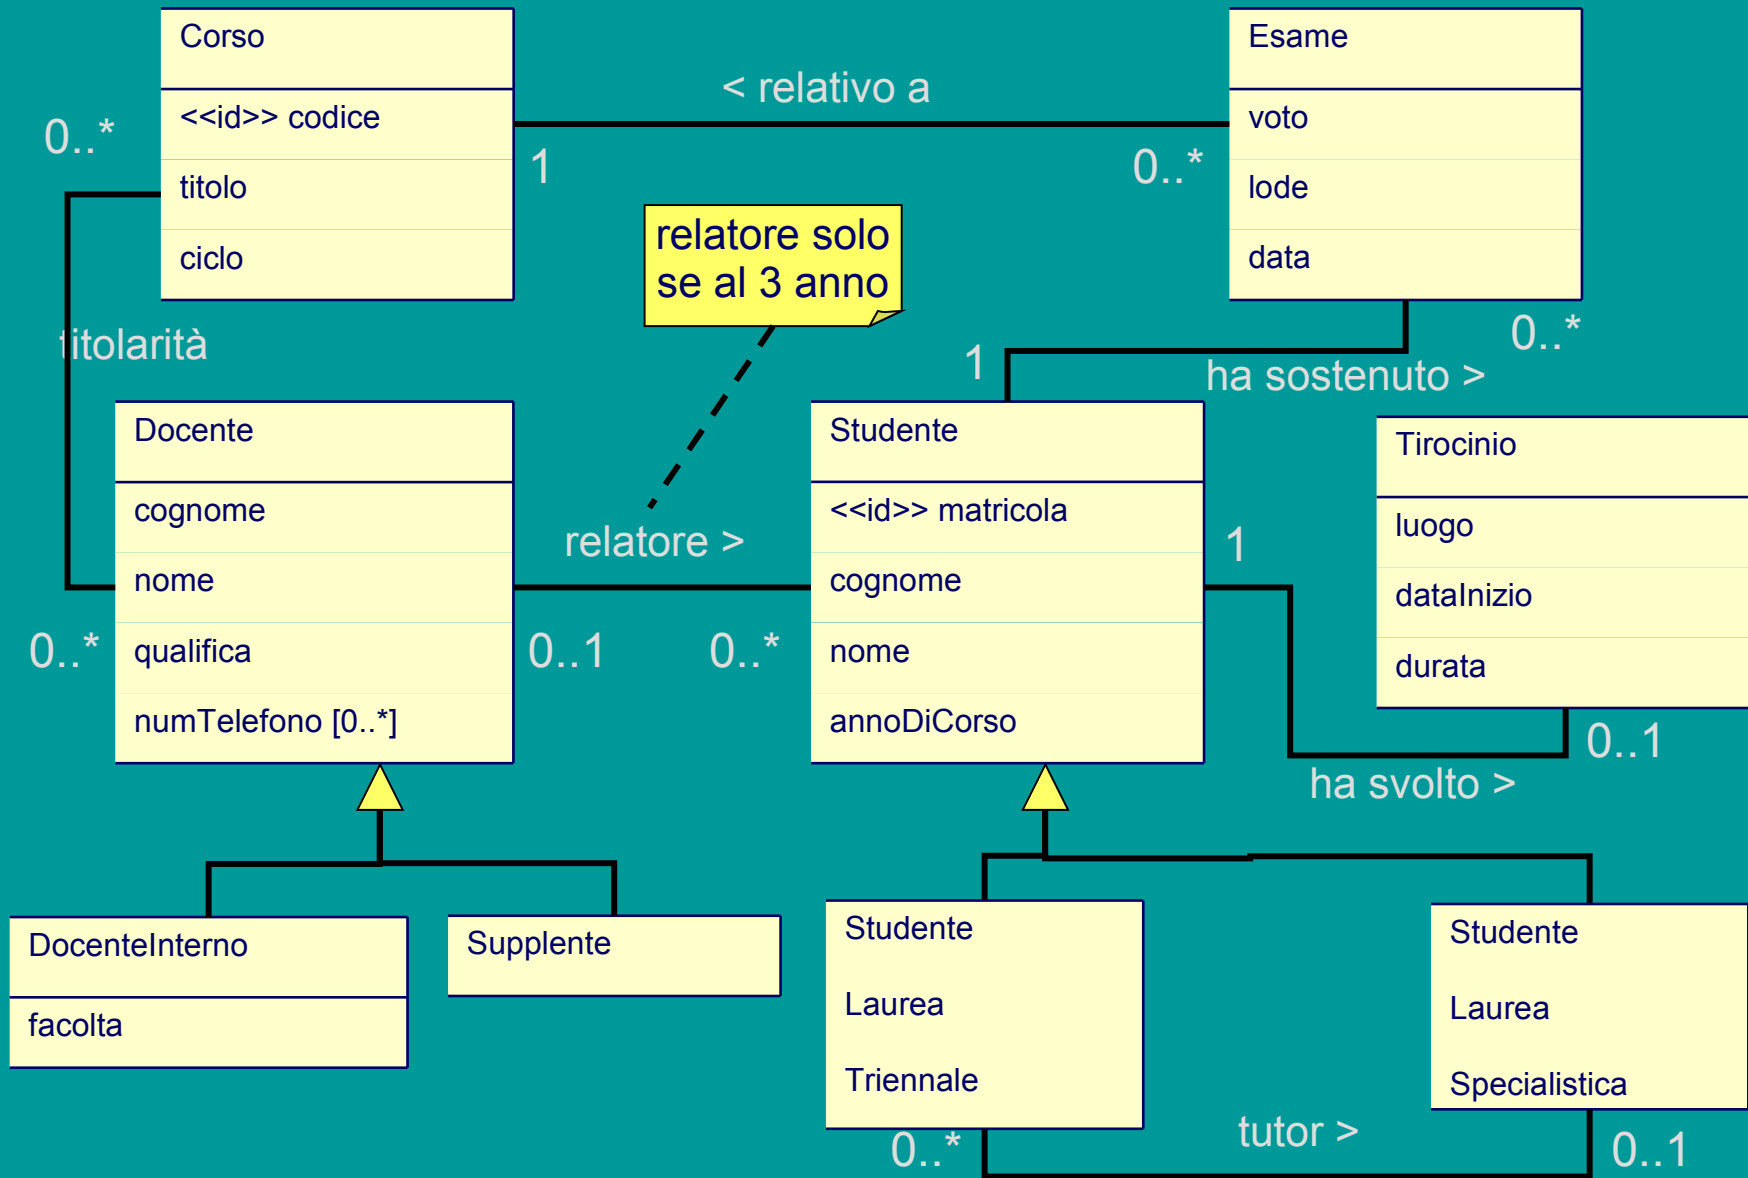 Corso
<<id>> codice
titolo
ciclo
Esame
voto
lode
data
< relativo a
0..*
1
0..*
relatore solo
se al 3 anno
titolarità
1
0..*
ha sostenuto >
Docente
cognome
nome
qualifica
numTelefono [0..*]
relatore >
0..*
0..1
0..*
Studente
<<id>> matricola
cognome
nome
annoDiCorso
1
Tirocinio
luogo
dataInizio
durata
0..1
ha svolto >
DocenteInterno
facolta
Supplente
Studente
Laurea
Triennale
Studente
Laurea
Specialistica
0..*
tutor >
0..1